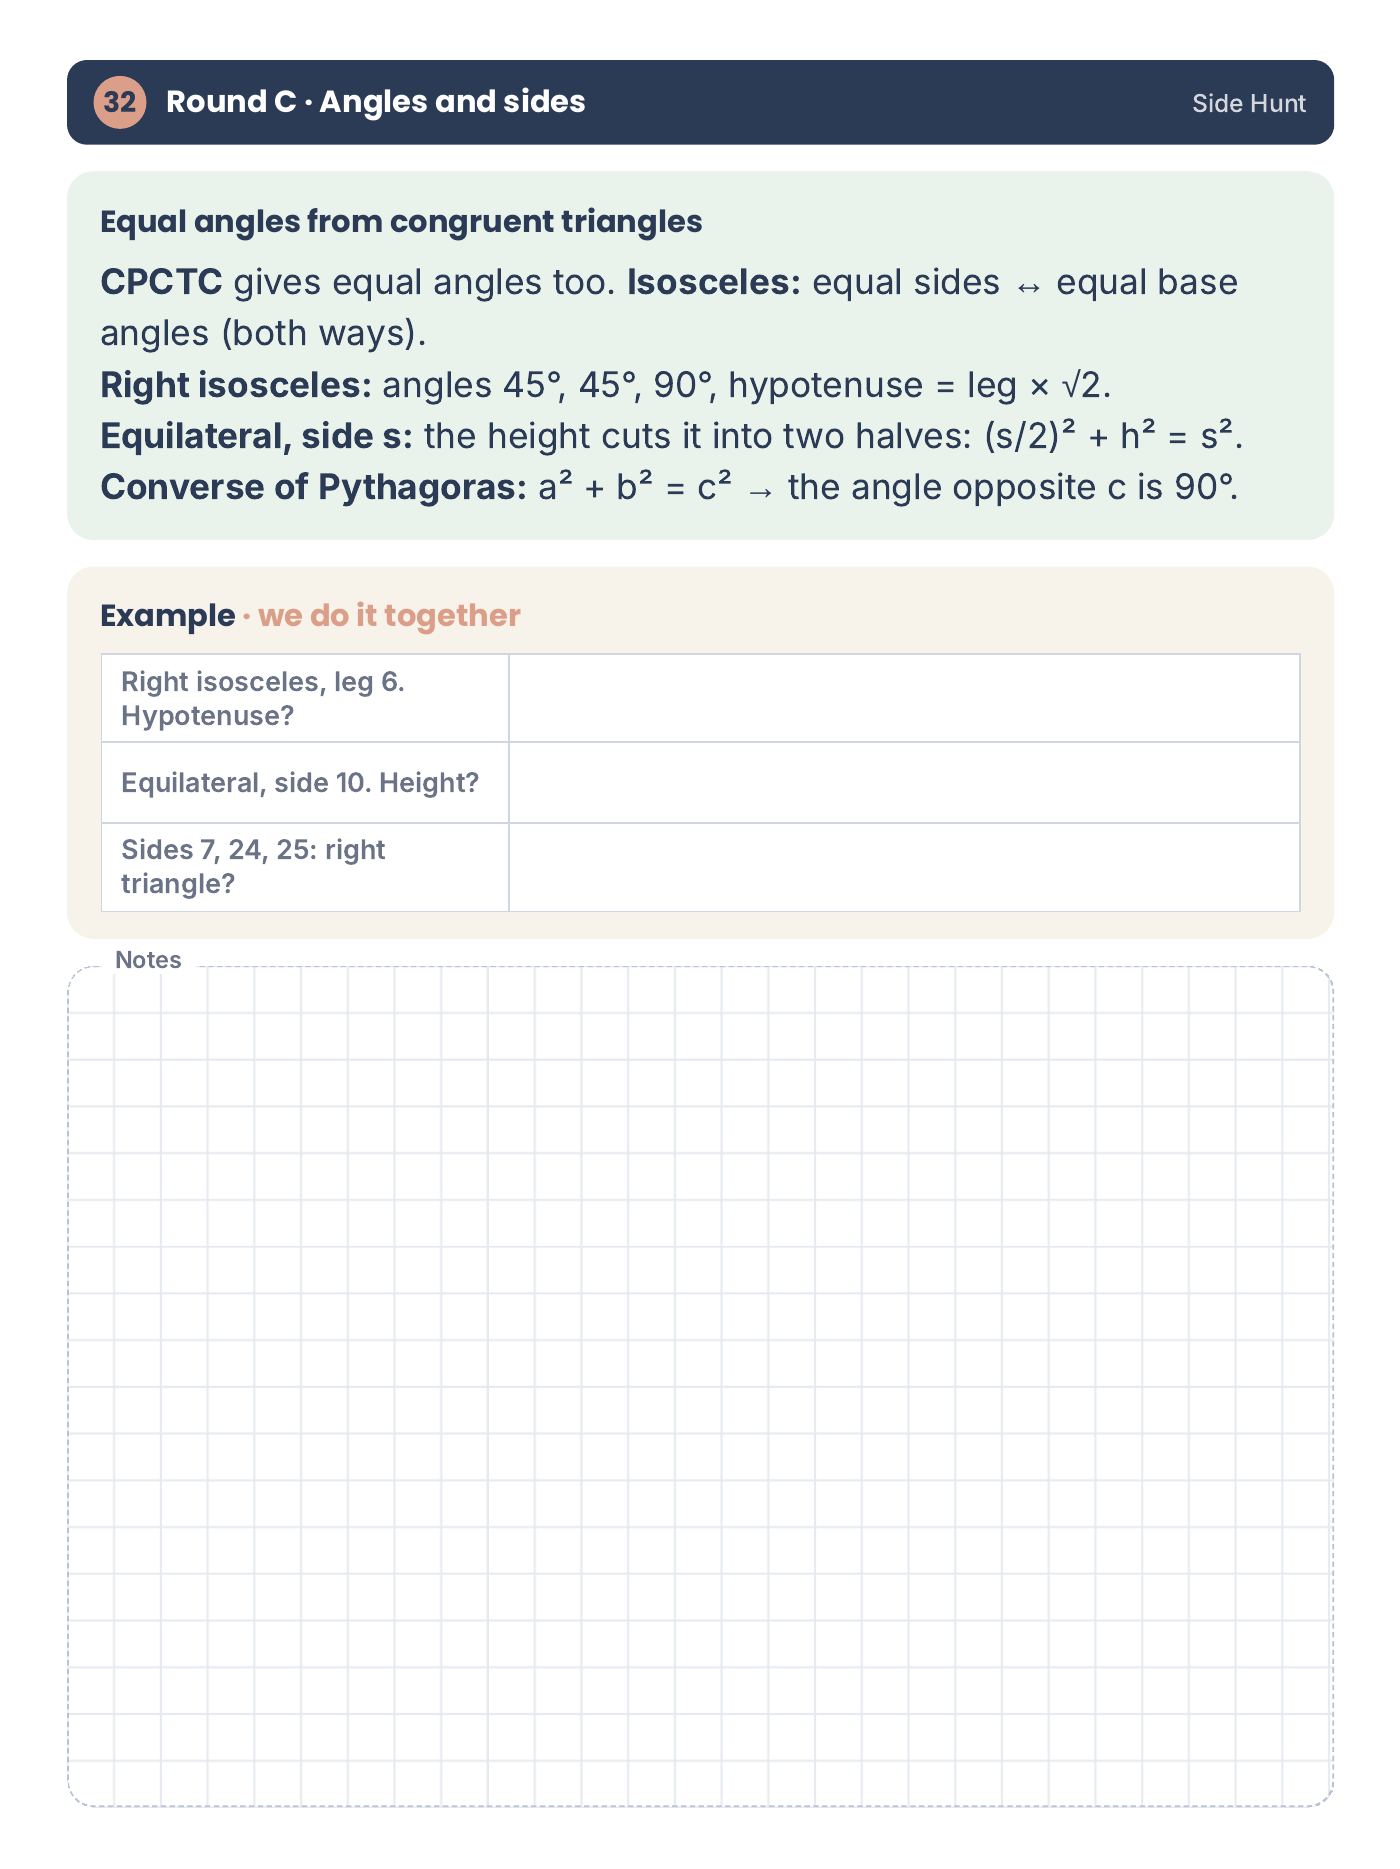 32 Round C · Angles and sides Side Hunt
Equal angles from congruent triangles
CPCTC gives equal angles too. Isosceles: equal sides ↔ equal base
angles (both ways).
Right isosceles: angles 45°, 45°, 90°, hypotenuse = leg × √2.
Equilateral, side s: the height cuts it into two halves: (s/2)² + h² = s².
Converse of Pythagoras: a² + b² = c² → the angle opposite c is 90°.
Example · we do it together
Right isosceles, leg 6.
Hypotenuse?
Equilateral, side 10. Height?
Sides 7, 24, 25: right
triangle?
Notes